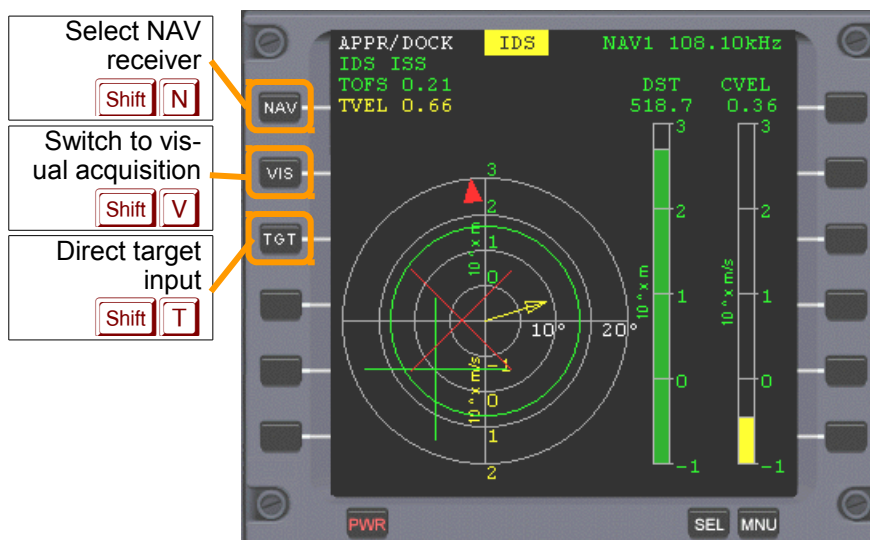 Select NAV
receiver
Shift N
Switch to vis-
ual acquisition
Shift V
Direct target
input
Shift T
NAV
VIS
TGT
APPR/DOCK IDS NAV1 108.10kHz
IDS ISS
TOFS 0.21 DST CVEL
TVEL 0.66 518.7 0.36
3
2
1
0
10^x m
-1
0
1
2
10^x m/s
10° 20°
3
2
1
0
-1
10^x m
3
2
1
0
-1
10^x m/s
PWR SEL MNU